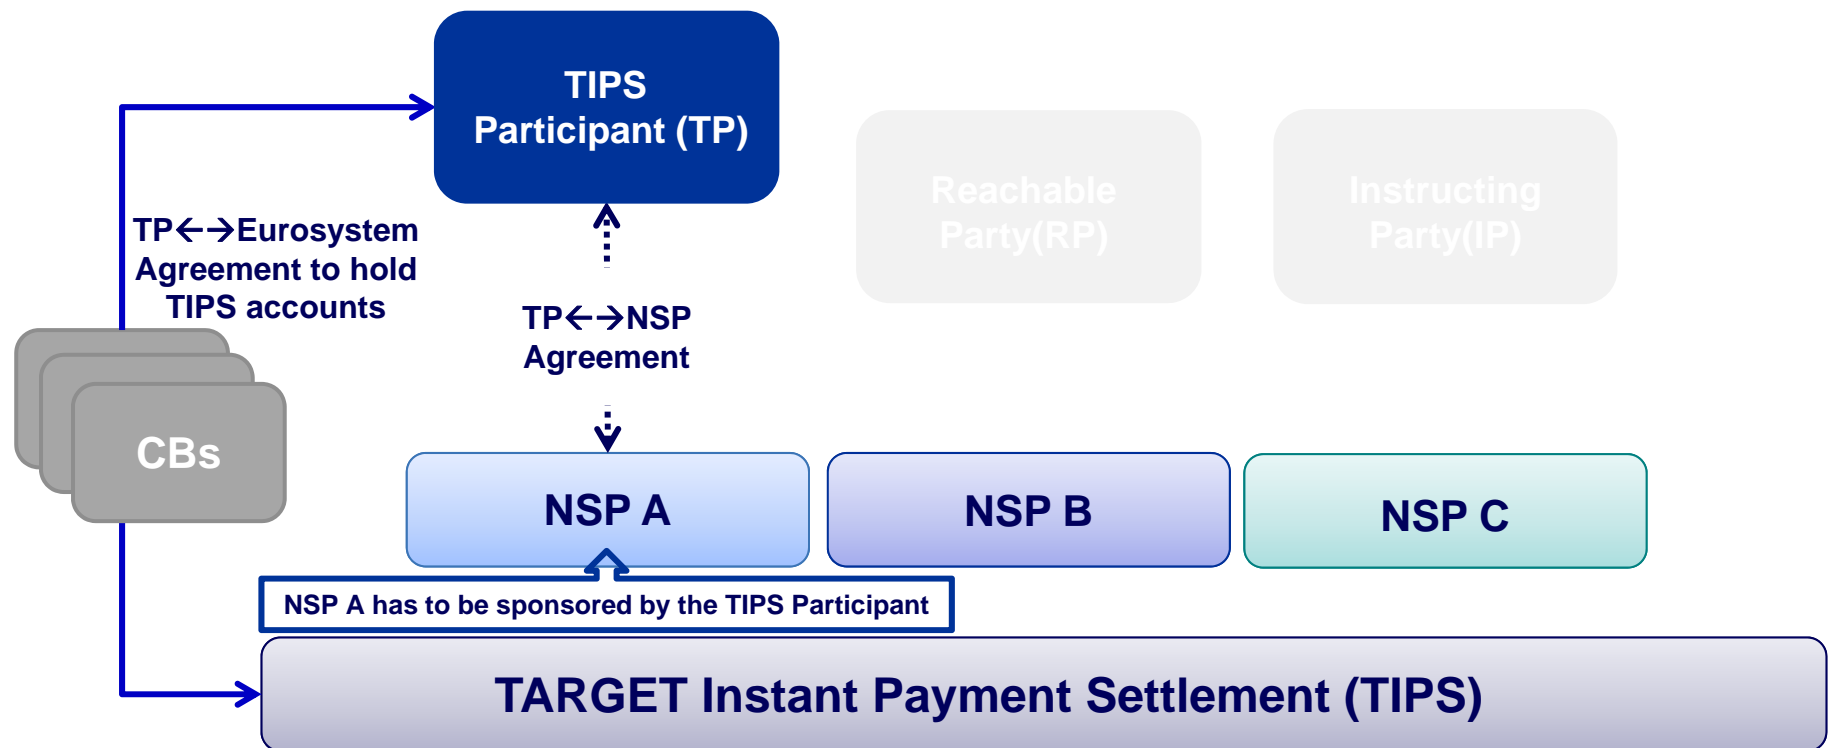 TIPS
Participant (TP)
Reachable
Party(RP)
Instructing
Party(IP)
TP←→Eurosystem
Agreement to hold
TIPS accounts
TP←→NSP
Agreement
CBs
NSP A
NSP B
NSP C
NSP A has to be sponsored by the TIPS Participant
TARGET Instant Payment Settlement (TIPS)